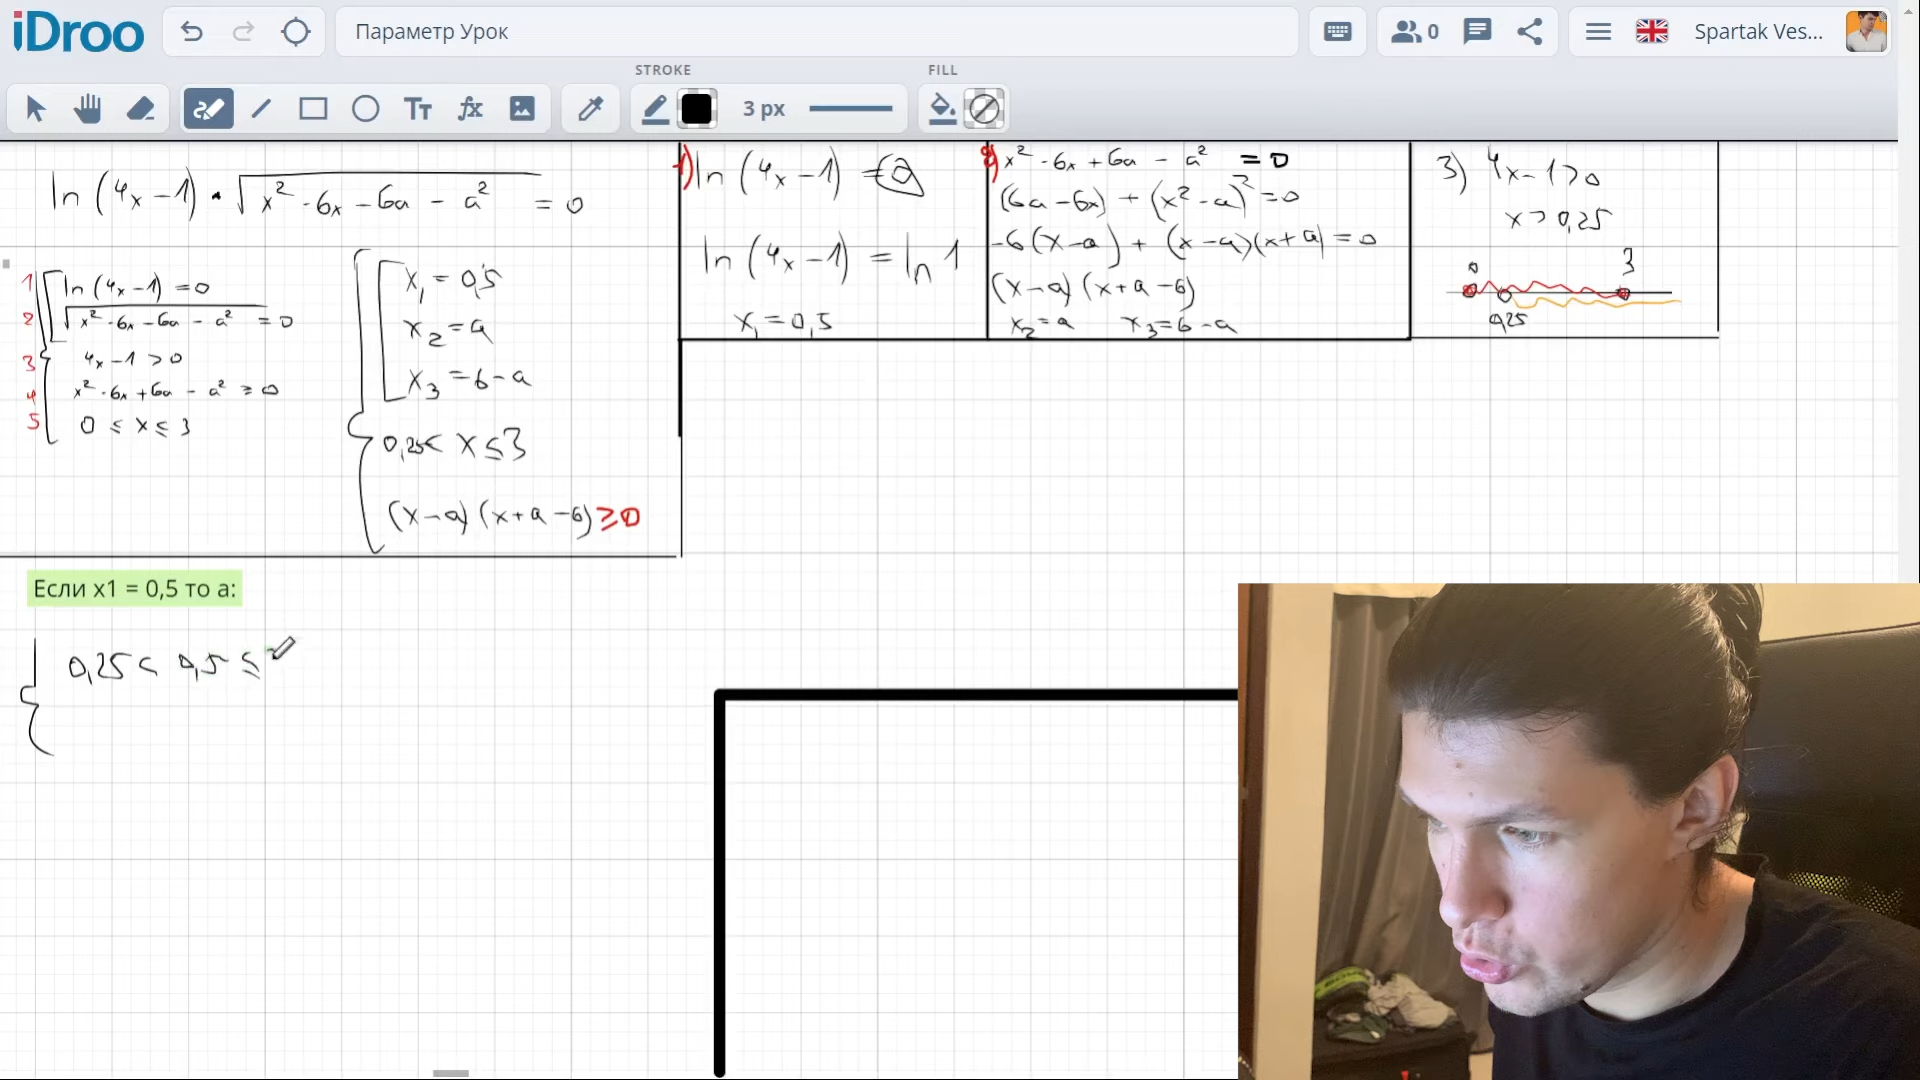 iDroo
Параметр Урок
0
Spartak Ves...
STROKE
FILL
3 px
ln (4x-1) · √x² -6x -6a - a² = 0
1 ln (4x-1) = 0
2 √x² -6x -6a - a² = 0
3 4x-1 > 0
4 x² -6x +6a - a² ≥ 0
5 0 ≤ x ≤ 3
x₁ = 0,5
x₂ = a
x₃ = 6-a
0,25 < x ≤ 3
(x-a) (x+a-6) ≥ 0
1) ln (4x-1) = 0
ln (4x-1) = ln 1
x₁ = 0,5
2) x² -6x +6a - a² = 0
(6a-6x) + (x²-a)² = 0
-6(x-a) + (x-a)(x+a) = 0
(x-a) (x+a-6)
x₂ = a x₃ = 6-a
3) 4x-1 > 0
x > 0,25
0 3
0,25
Если x1 = 0,5 то a:
0,25 < 0,5 ≤